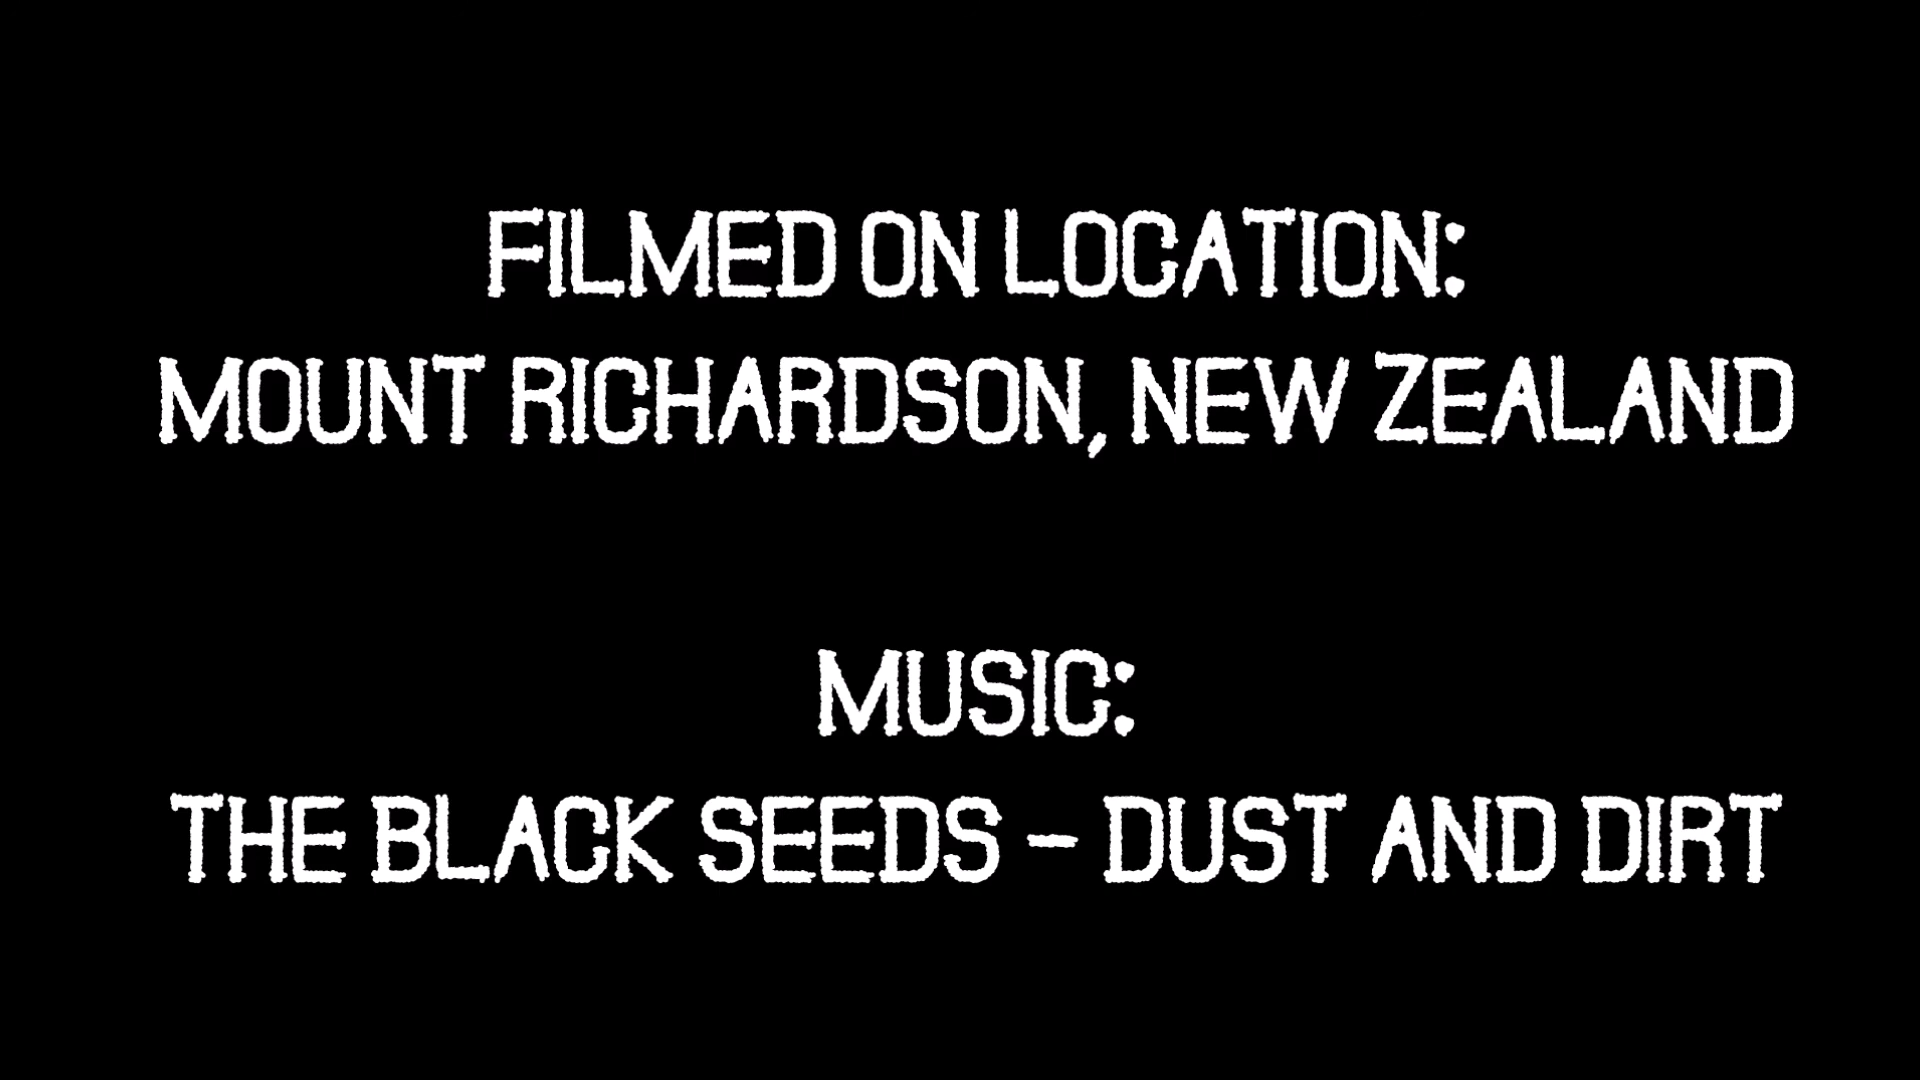 FILMED ON LOCATION:
MOUNT RICHARDSON, NEW ZEALAND
MUSIC:
THE BLACK SEEDS - DUST AND DIRT